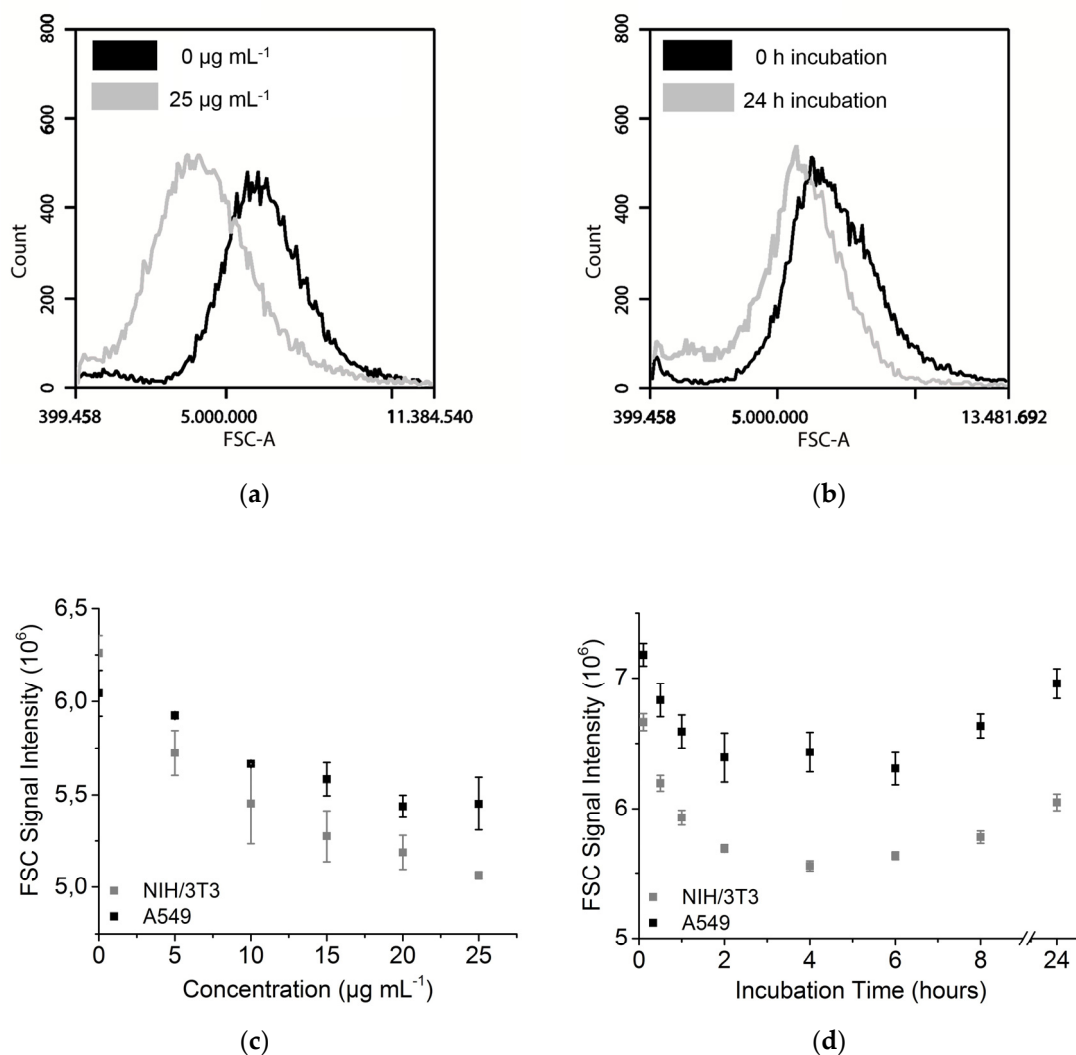 800
600
400
200
0
Count
0 µg mL-1
25 µg mL-1
399.458
5.000.000
11.384.540
FSC-A
(a)
800
600
400
200
0
Count
0 h incubation
24 h incubation
399.458
5.000.000
13.481.692
FSC-A
(b)
6,5
6,0
5,5
5,0
FSC Signal Intensity (10⁶)
NIH/3T3
A549
0 5 10 15 20 25
Concentration (µg mL-1)
(c)
7
6
5
FSC Signal Intensity (10⁶)
NIH/3T3
A549
0 2 4 6 8 24
Incubation Time (hours)
(d)